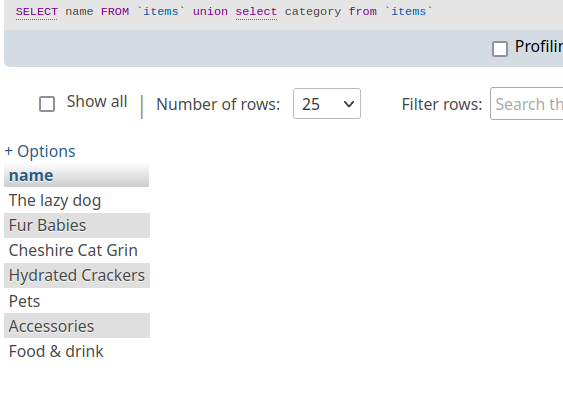 SELECT name FROM `items` union select category from `items`
Show all | Number of rows: 25 Filter rows: Search th
+ Options
name
The lazy dog
Fur Babies
Cheshire Cat Grin
Hydrated Crackers
Pets
Accessories
Food & drink